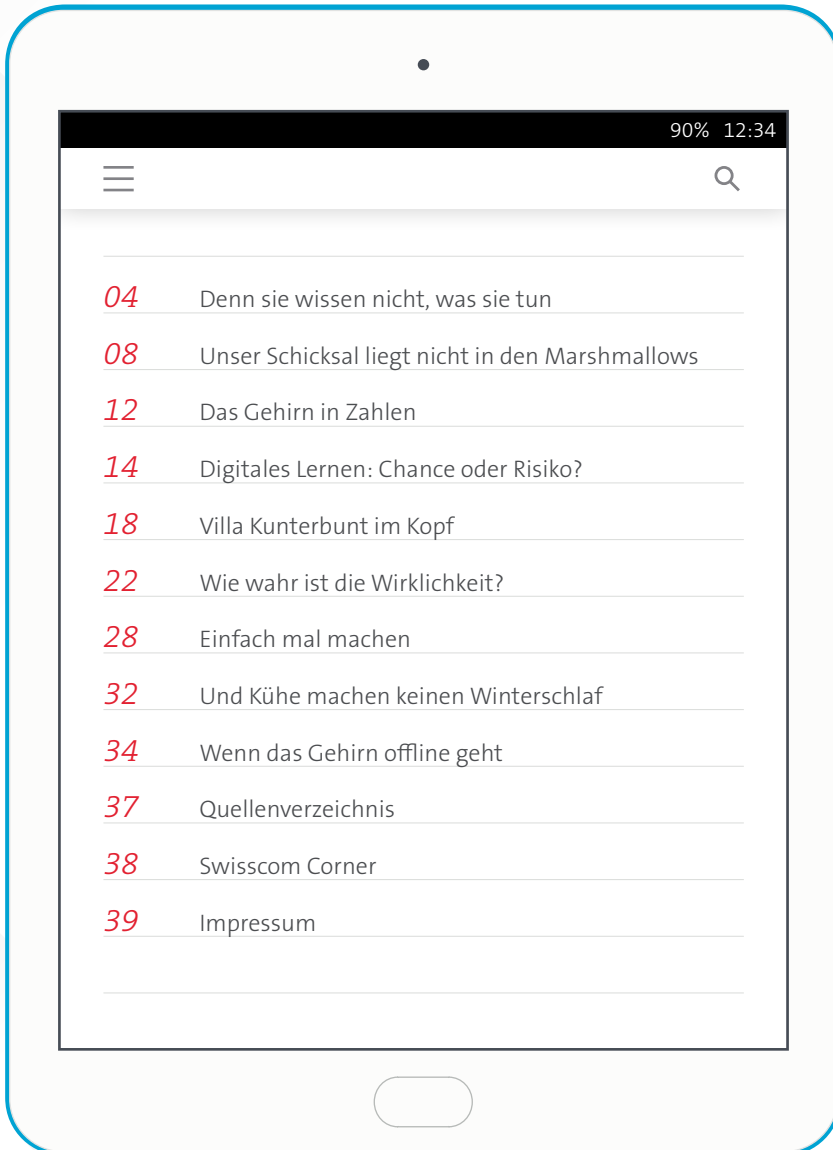 90% 12:34
04 Denn sie wissen nicht, was sie tun
08 Unser Schicksal liegt nicht in den Marshmallows
12 Das Gehirn in Zahlen
14 Digitales Lernen: Chance oder Risiko?
18 Villa Kunterbunt im Kopf
22 Wie wahr ist die Wirklichkeit?
28 Einfach mal machen
32 Und Kühe machen keinen Winterschlaf
34 Wenn das Gehirn offline geht
37 Quellenverzeichnis
38 Swisscom Corner
39 Impressum